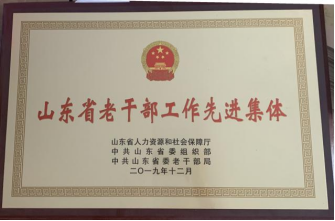 山东省老干部工作先进集体
山东省人力资源和社会保障厅
中共山东省委组织部
中共山东省委老干部局
二〇一九年十二月